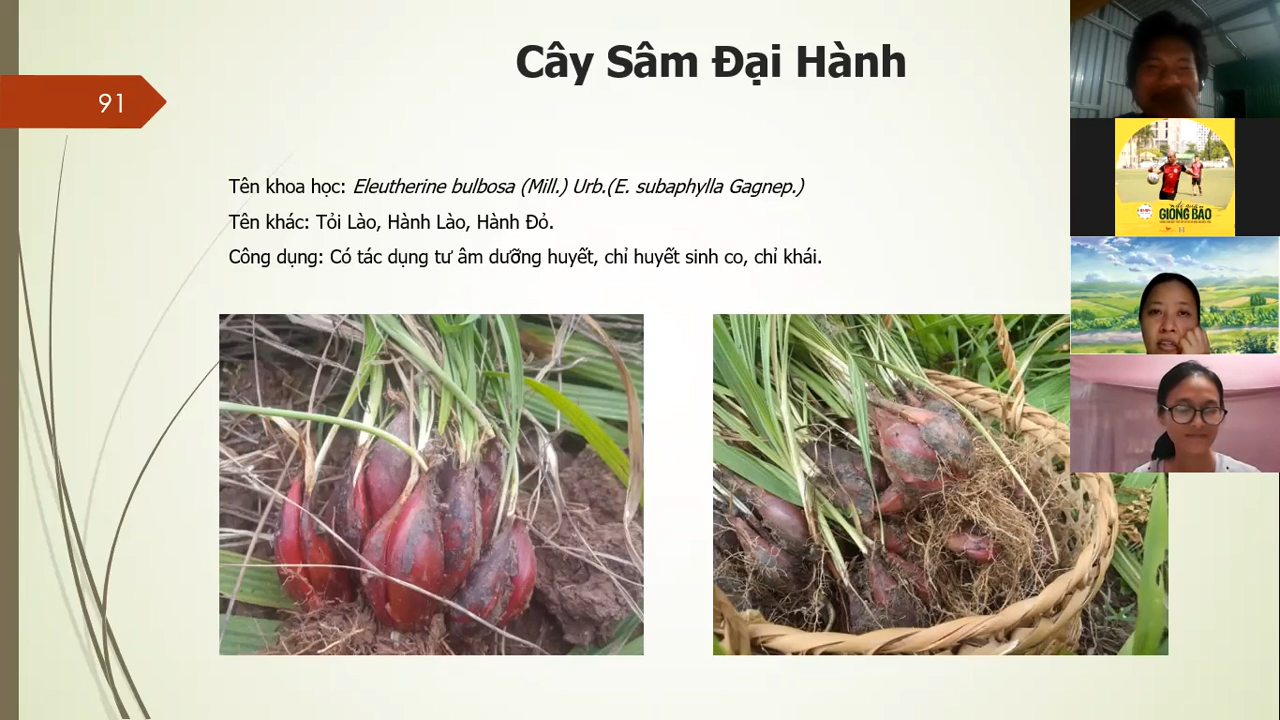 Cây Sâm Đại Hành
91
Tên khoa học: Eleutherine bulbosa (Mill.) Urb.(E. subaphylla Gagnep.)
Tên khác: Tỏi Lào, Hành Lào, Hành Đỏ.
Công dụng: Có tác dụng tư âm dưỡng huyết, chỉ huyết sinh co, chỉ khái.
GIÔNG BÃO